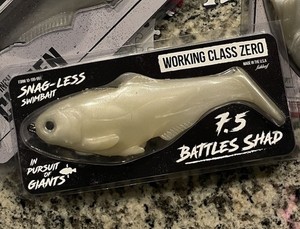 SNAG-LESS
SWIMBAIT
WORKING CLASS ZERO
MADE IN THE U.S.A
7.5
BATTLES SHAD
IN
PURSUIT
OF
GIANTS